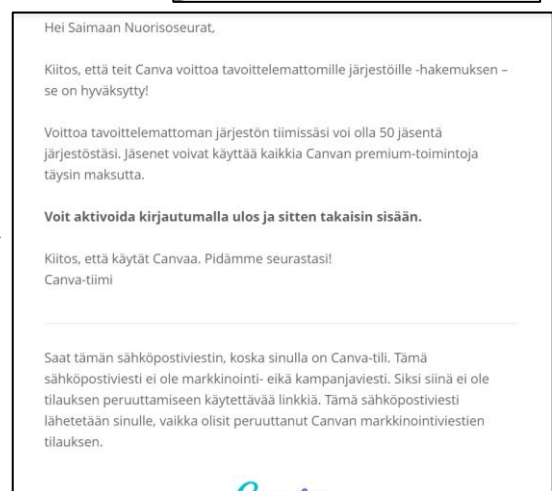 Hei Saimaan Nuorisoseurat,
Kiitos, että teit Canva voittoa tavoittelemattomille järjestöille -hakemuksen –
se on hyväksytty!
Voittoa tavoittelemattoman järjestön tiimissäsi voi olla 50 jäsentä
järjestöstäsi. Jäsenet voivat käyttää kaikkia Canvan premium-toimintoja
täysin maksutta.
Voit aktivoida kirjautumalla ulos ja sitten takaisin sisään.
Kiitos, että käytät Canvaa. Pidämme seurastasi!
Canva-tiimi
Saat tämän sähköpostiviestin, koska sinulla on Canva-tili. Tämä
sähköpostiviesti ei ole markkinointi- eikä kampanjaviesti. Siksi siinä ei ole
tilauksen peruuttamiseen käytettävää linkkiä. Tämä sähköpostiviesti
lähetetään sinulle, vaikka olisit peruuttanut Canvan markkinointiviestien
tilauksen.